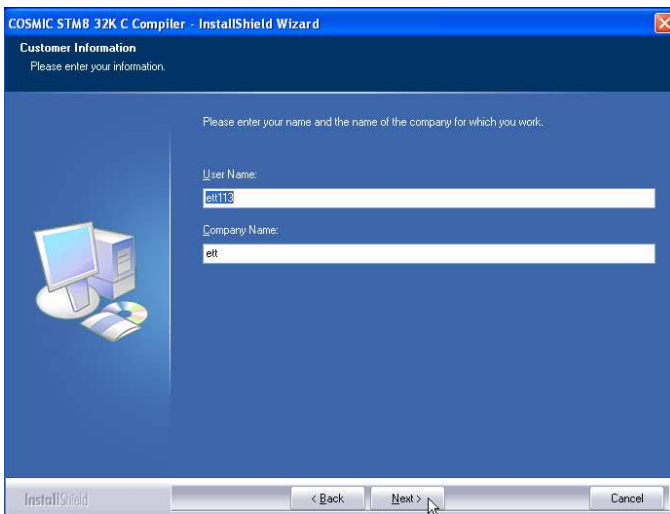 COSMIC STM8 32K C Compiler - InstallShield Wizard
Customer Information
Please enter your information.
Please enter your name and the name of the company for which you work.
User Name:
ett113
Company Name:
ett
InstallShield
< Back
Next >
Cancel